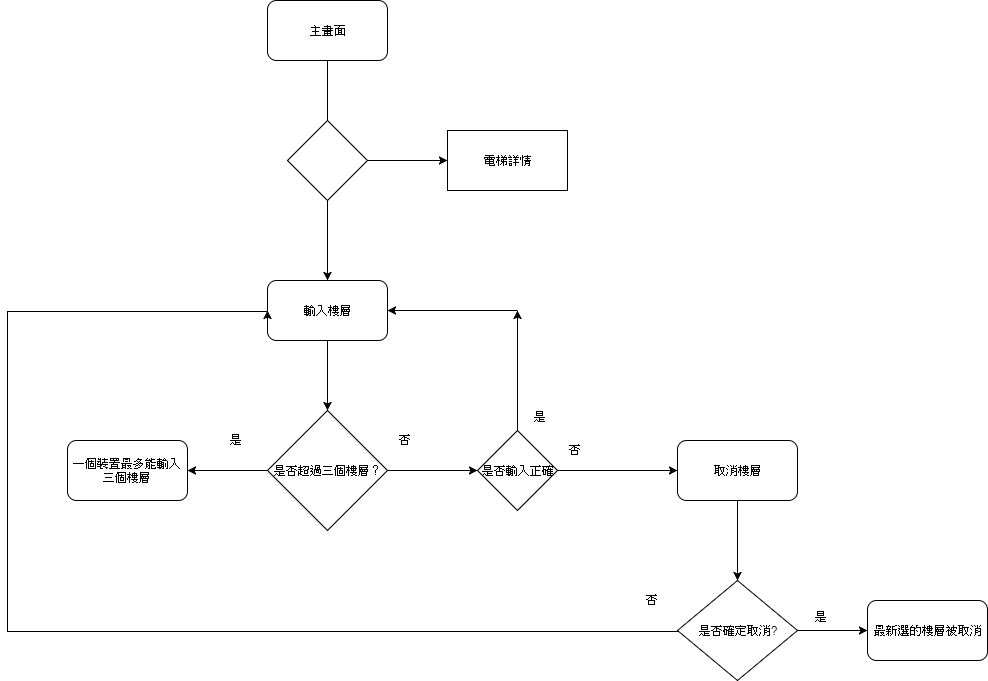 主畫面
電梯詳情
輸入樓層
是
是
否
否
一個裝置最多能輸入
三個樓層
是否超過三個樓層？
是否輸入正確
取消樓層
否
是
是否確定取消?
最新選的樓層被取消